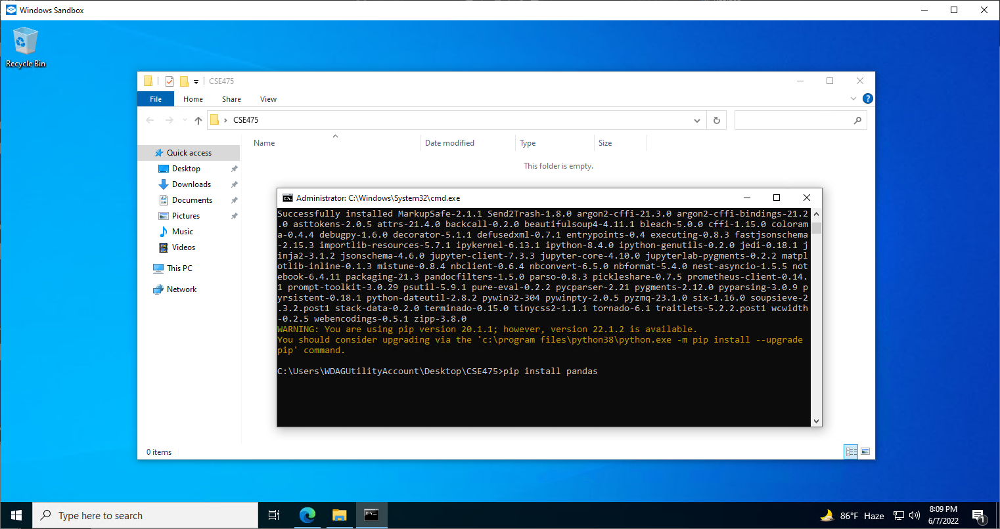 Windows Sandbox
Recycle Bin
CSE475
File Home Share View
CSE475
Name Date modified Type Size
This folder is empty.
Quick access
Desktop
Downloads
Documents
Pictures
Music
Videos
This PC
Network
0 items
Administrator: C:\Windows\System32\cmd.exe
Successfully installed MarkupSafe-2.1.1 Send2Trash-1.8.0 argon2-cffi-21.3.0 argon2-cffi-bindings-21.2
.0 asttokens-2.0.5 attrs-21.4.0 backcall-0.2.0 beautifulsoup4-4.11.1 bleach-5.0.0 cffi-1.15.0 coloram
a-0.4.4 debugpy-1.6.0 decorator-5.1.1 defusedxml-0.7.1 entrypoints-0.4 executing-0.8.3 fastjsonschema
-2.15.3 importlib-resources-5.7.1 ipykernel-6.13.1 ipython-8.4.0 ipython-genutils-0.2.0 jedi-0.18.1 j
inja2-3.1.2 jsonschema-4.6.0 jupyter-client-7.3.3 jupyter-core-4.10.0 jupyterlab-pygments-0.2.2 matpl
otlib-inline-0.1.3 mistune-0.8.4 nbclient-0.6.4 nbconvert-6.5.0 nbformat-5.4.0 nest-asyncio-1.5.5 not
ebook-6.4.11 packaging-21.3 pandocfilters-1.5.0 parso-0.8.3 pickleshare-0.7.5 prometheus-client-0.14.
1 prompt-toolkit-3.0.29 psutil-5.9.1 pure-eval-0.2.2 pycparser-2.21 pygments-2.12.0 pyparsing-3.0.9 p
yrsistent-0.18.1 python-dateutil-2.8.2 pywin32-304 pywinpty-2.0.5 pyzmq-23.1.0 six-1.16.0 soupsieve-2
.3.2.post1 stack-data-0.2.0 terminado-0.15.0 tinycss2-1.1.1 tornado-6.1 traitlets-5.2.2.post1 wcwidth
-0.2.5 webencodings-0.5.1 zipp-3.8.0
WARNING: You are using pip version 20.1.1; however, version 22.1.2 is available.
You should consider upgrading via the 'c:\program files\python38\python.exe -m pip install --upgrade
pip' command.
C:\Users\WDAGUtilityAccount\Desktop\CSE475>pip install pandas
Type here to search
86°F Haze
8:09 PM
6/7/2022
1